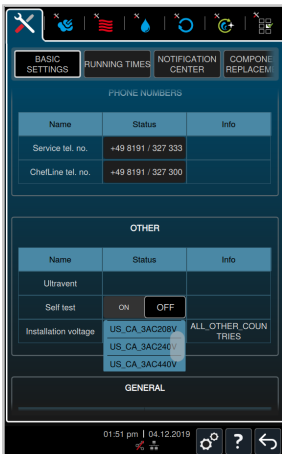 BASIC SETTINGS
RUNNING TIMES
NOTIFICATION CENTER
COMPONE
REPLACEM
PHONE NUMBERS
Name Status Info
Service tel. no. +49 8191 / 327 333
ChefLine tel. no. +49 8191 / 327 300
OTHER
Name Status Info
Ultravent
Self test ON OFF
Installation voltage US_CA_3AC208V ALL_OTHER_COUN
TRIES
US_CA_3AC240V
US_CA_3AC440V
GENERAL
01:51 pm | 04.12.2019
?